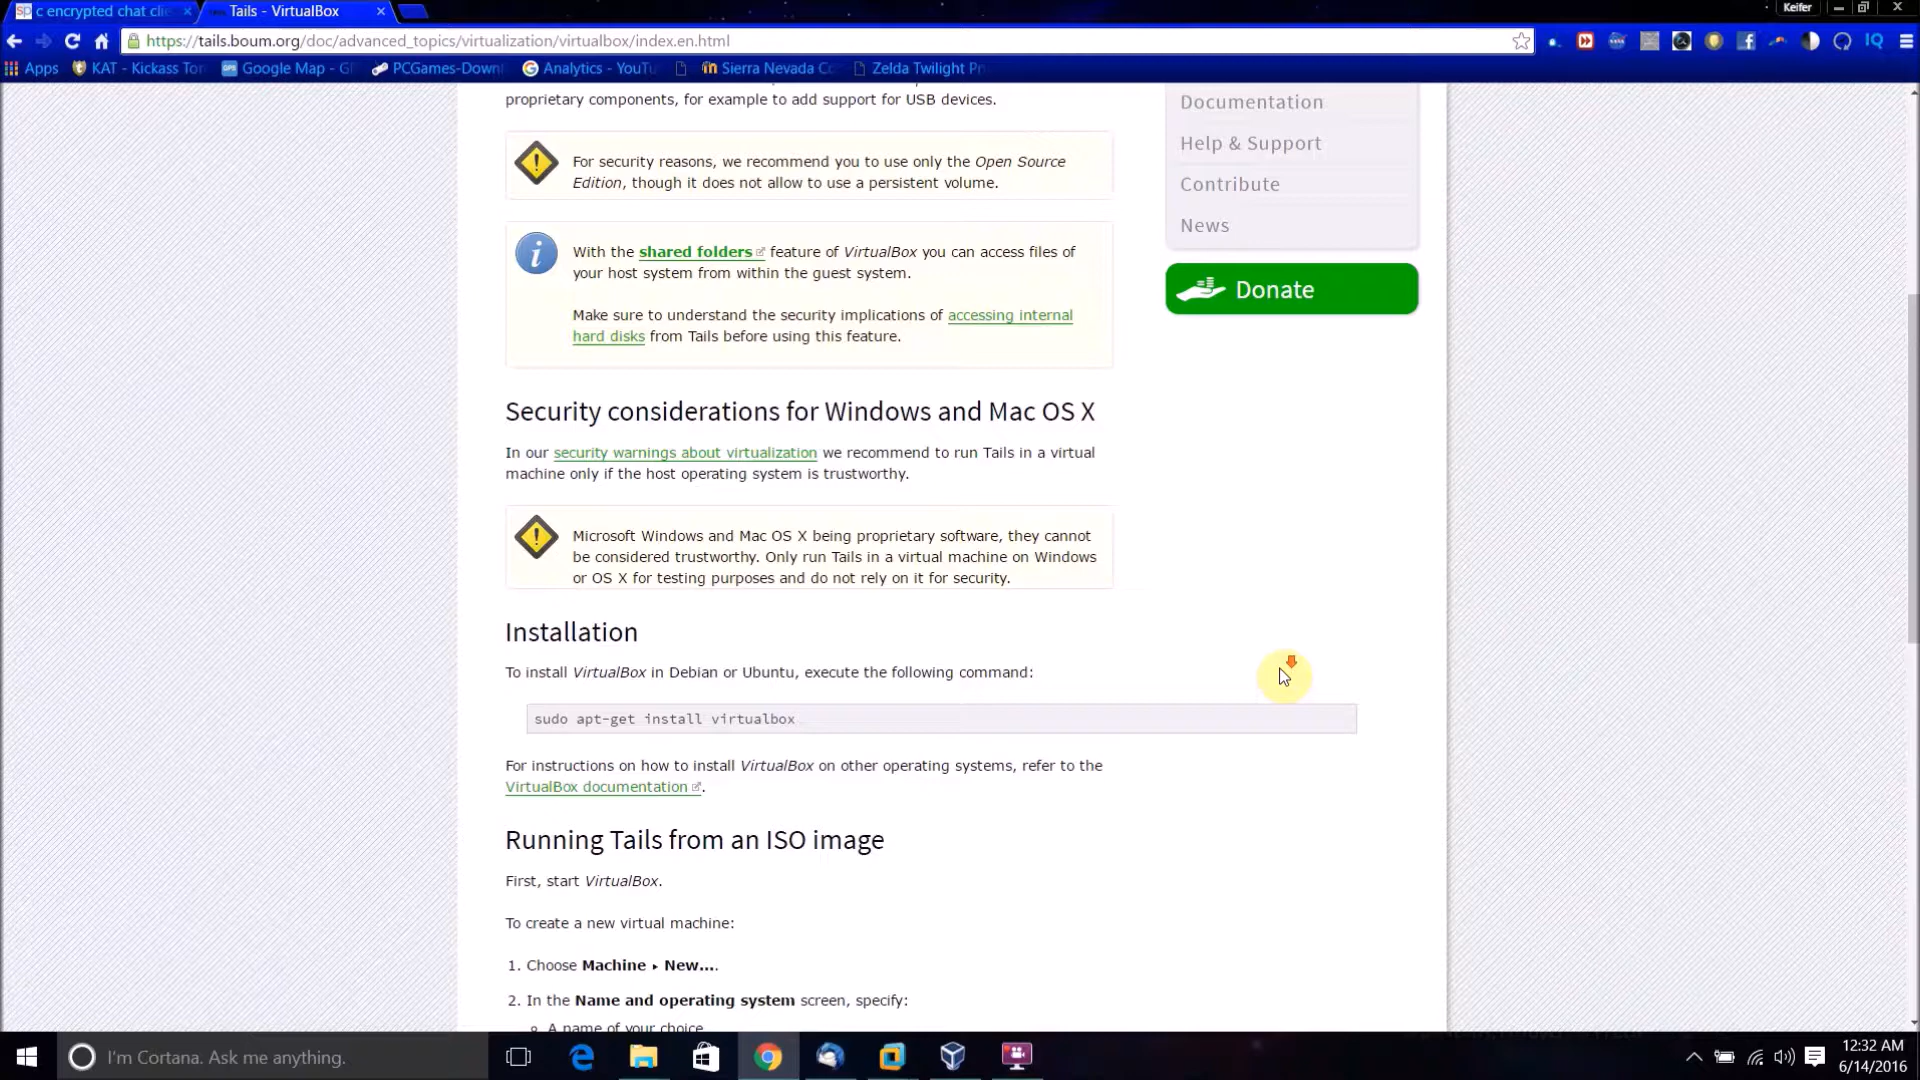 c encrypted chat clie
Tails - VirtualBox
Keifer
https://tails.boum.org/doc/advanced_topics/virtualization/virtualbox/index.en.html
Apps
KAT - Kickass Tor
Google Map - GP
PCGames-Down
Analytics - YouTu
Sierra Nevada Co
Zelda Twilight Pr
proprietary components, for example to add support for USB devices.
Documentation
Help & Support
Contribute
News
Donate
For security reasons, we recommend you to use only the Open Source
Edition, though it does not allow to use a persistent volume.
With the shared folders feature of VirtualBox you can access files of
your host system from within the guest system.
Make sure to understand the security implications of accessing internal
hard disks from Tails before using this feature.
Security considerations for Windows and Mac OS X
In our security warnings about virtualization we recommend to run Tails in a virtual
machine only if the host operating system is trustworthy.
Microsoft Windows and Mac OS X being proprietary software, they cannot
be considered trustworthy. Only run Tails in a virtual machine on Windows
or OS X for testing purposes and do not rely on it for security.
Installation
To install VirtualBox in Debian or Ubuntu, execute the following command:
sudo apt-get install virtualbox
For instructions on how to install VirtualBox on other operating systems, refer to the
VirtualBox documentation.
Running Tails from an ISO image
First, start VirtualBox.
To create a new virtual machine:
1. Choose Machine ▸ New....
2. In the Name and operating system screen, specify:
A name of your choice
I'm Cortana. Ask me anything.
12:32 AM
6/14/2016